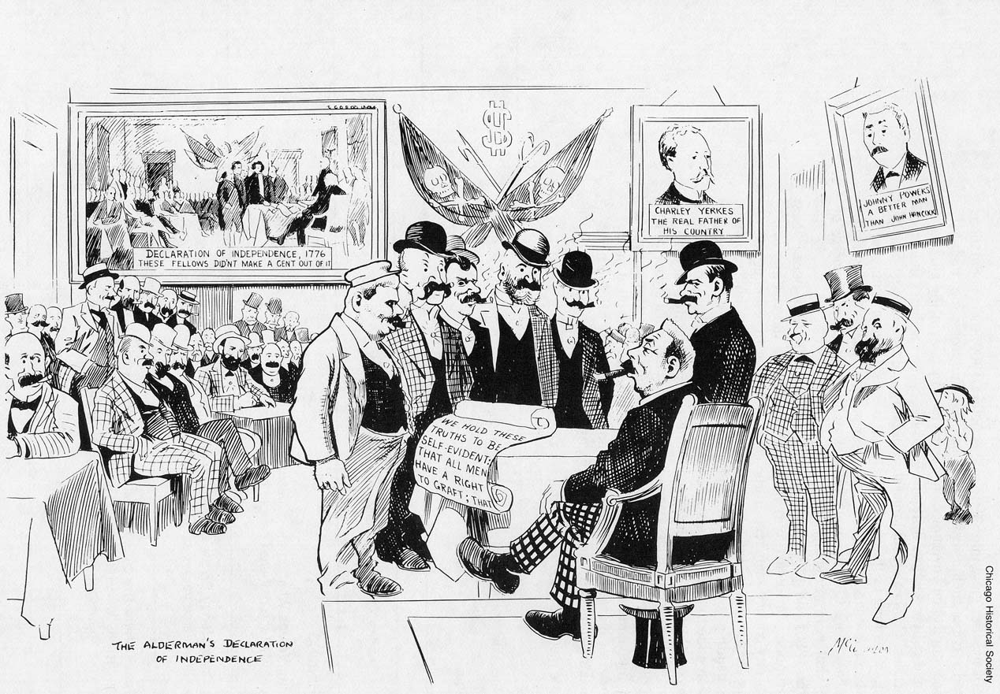 $
DECLARATION OF INDEPENDENCE, 1776
THESE FELLOWS DIDN'T MAKE A CENT OUT OF IT
CHARLEY YERKES
THE REAL FATHER OF
HIS COUNTRY
JOHNNY POWERS
A BETTER MAN
THAN JOHN HANCOCK
WE HOLD THESE
TRUTHS TO BE
SELF-EVIDENT;
THAT ALL MEN
HAVE A RIGHT
TO GRAFT; THAT
THE ALDERMAN'S DECLARATION
OF INDEPENDENCE
Chicago Historical Society